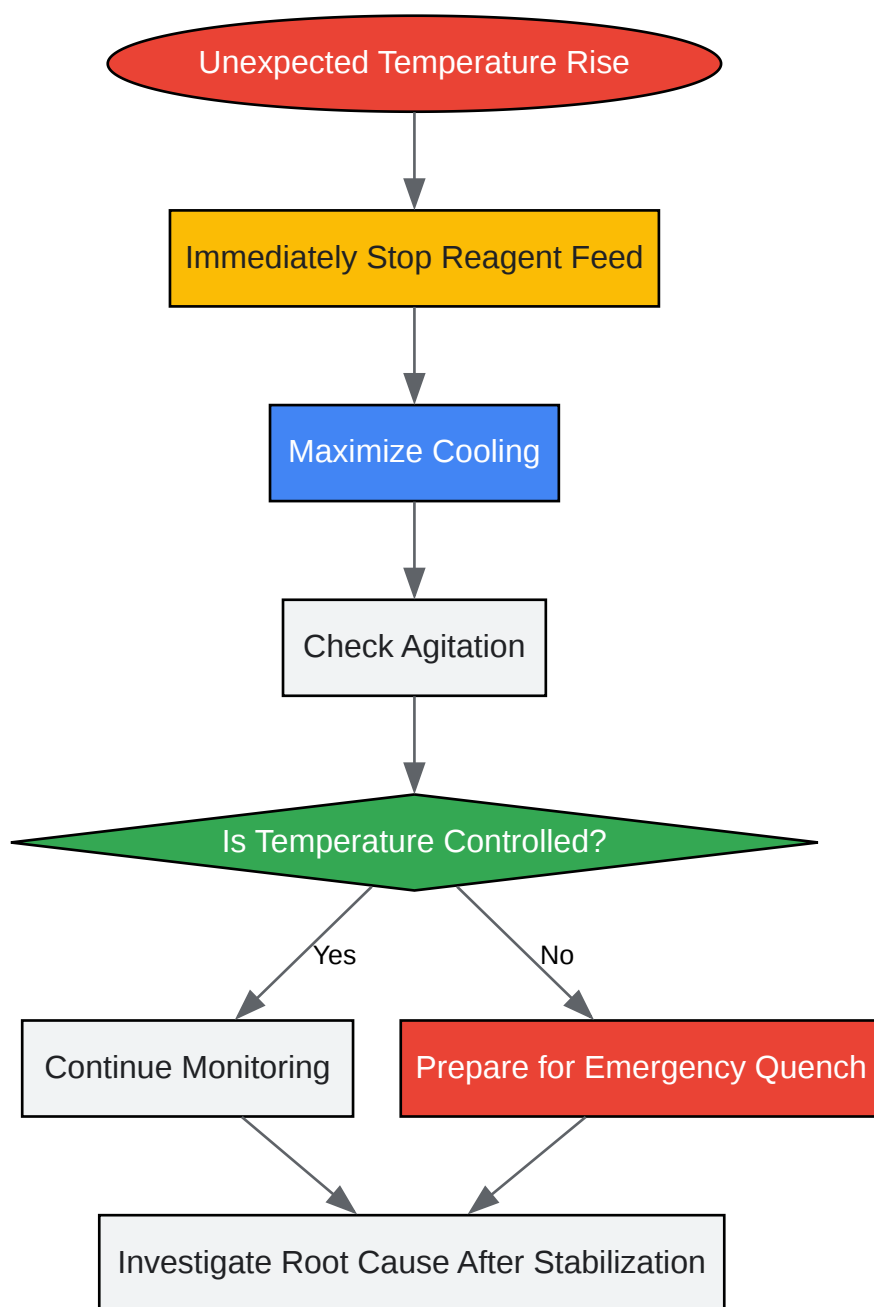 Unexpected Temperature Rise
Immediately Stop Reagent Feed
Maximize Cooling
Check Agitation
Is Temperature Controlled?
Yes
No
Continue Monitoring
Prepare for Emergency Quench
Investigate Root Cause After Stabilization